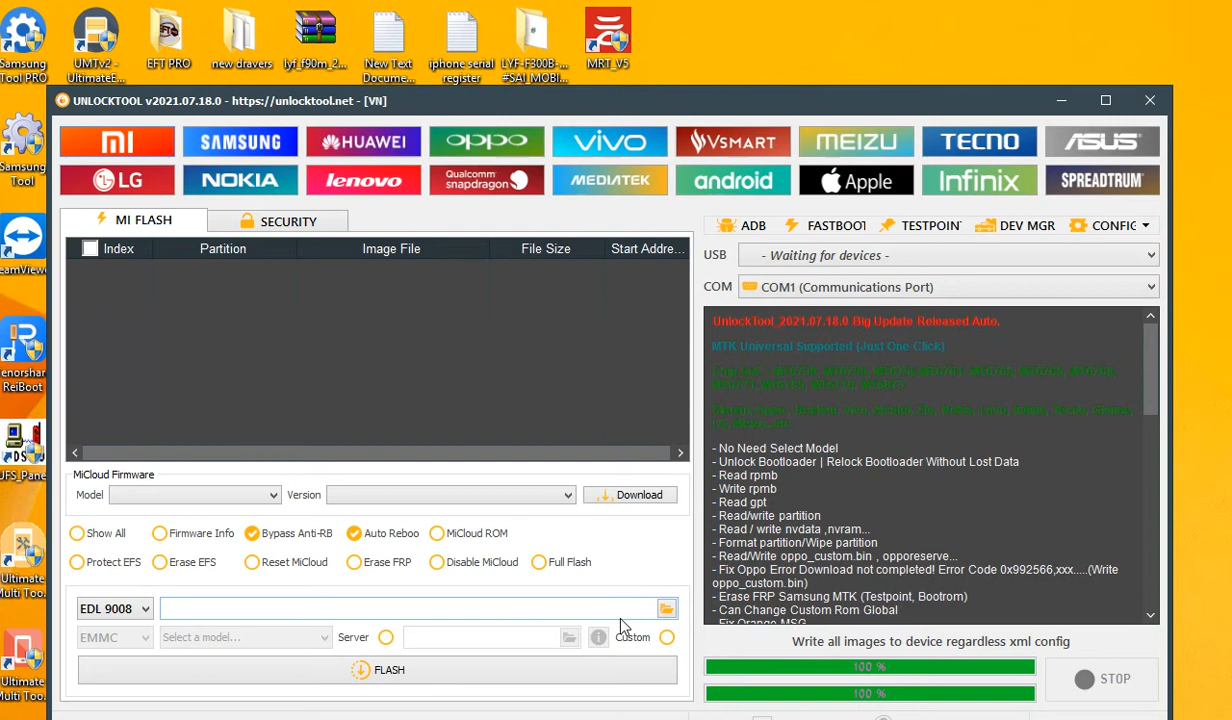 Samsung
Tool PRO
UMTv2 -
UltimateE...
EFT PRO
new dravers
lyf_f90m_2...
New Text
Docume...
iphone serial
register
LYF-F300B-...
#SAI_MOBI...
MRT_V5
Samsung
Tool
eamView
enorshar
ReiBoot
UFS_Pane
Ultimate
Multi Too..
Ultimate
Multi Too..
UNLOCKTOOL v2021.07.18.0 - https://unlocktool.net - [VN]
SAMSUNG
HUAWEI
oppo
vivo
VSMART
MEIZU
TECNO
ASUS
LG
NOKIA
lenovo
Qualcomm
snapdragon
MEDIATEK
android
Apple
Infinix
SPREADTRUM
MI FLASH
SECURITY
ADB
FASTBOOT
TESTPOIN
DEV MGR
CONFIG
Index
Partition
Image File
File Size
Start Addre...
USB
- Waiting for devices -
COM
COM1 (Communications Port)
UnlockTool_2021.07.18.0 Big Update Released Auto.
MTK Universal Supported (Just One Click)
- No Need Select Model
- Unlock Bootloader | Relock Bootloader Without Lost Data
- Read rpmb
- Write rpmb
- Read gpt
- Read/write partition
- Read / write nvdata ,nvram...
- Format partition/Wipe partition
- Read/Write oppo_custom.bin , opporeserve...
- Fix Oppo Error Download not completed! Error Code 0x992566,xxx.....(Write
oppo_custom.bin)
- Erase FRP Samsung MTK (Testpoint, Bootrom)
- Can Change Custom Rom Global
- Fix Orange MSG
MiCloud Firmware
Model
Version
Download
Show All
Firmware Info
Bypass Anti-RB
Auto Reboo
MiCloud ROM
Protect EFS
Erase EFS
Reset MiCloud
Erase FRP
Disable MiCloud
Full Flash
EDL 9008
EMMC
Select a model...
Server
Custom
FLASH
Write all images to device regardless xml config
100 %
100 %
STOP